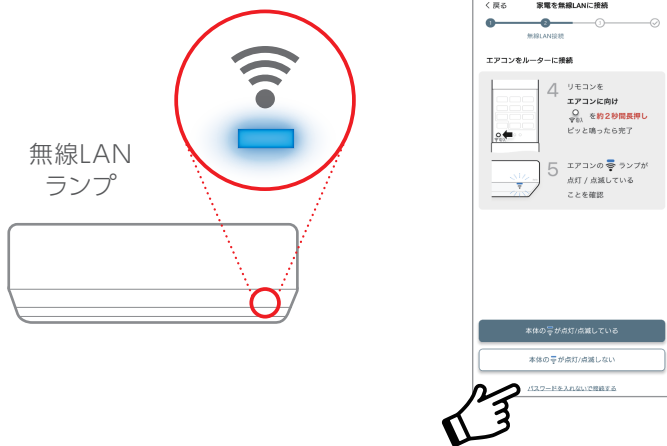 無線LAN
ランプ
く 戻る
家電を無線LANに接続
1
2
3
無線LAN接続
エアコンをルーターに接続
4
リモコンを
エアコンに向け
を約2秒間長押し
ピッと鳴ったら完了
5
エアコンの ランプが
点灯 / 点滅している
ことを確認
本体の が点灯/点滅している
本体の が点灯/点滅しない
パスワードを入れないで接続する